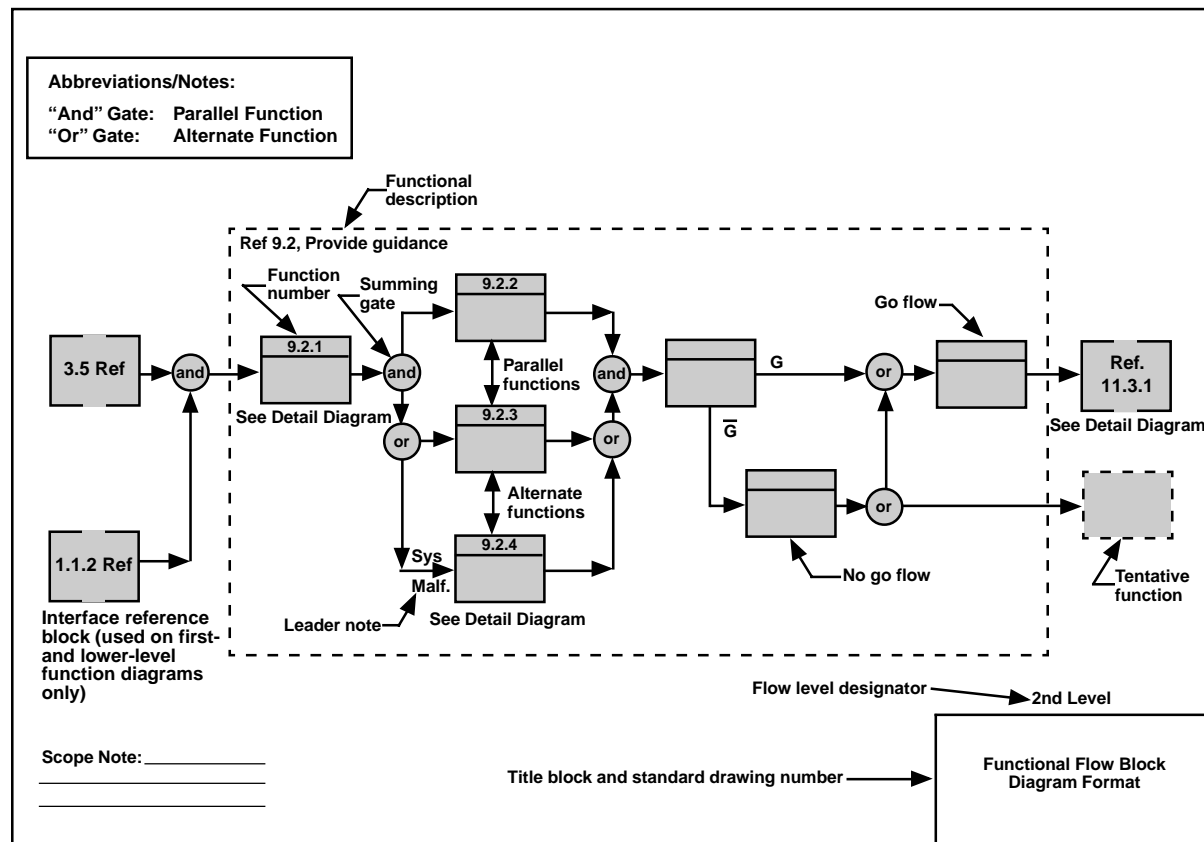 Abbreviations/Notes:
“And” Gate: Parallel Function
“Or” Gate: Alternate Function
Functional
description
Ref 9.2, Provide guidance
Function
number
Summing
gate
9.2.2
Go flow
3.5 Ref
and
9.2.1
and
Parallel
functions
and
G
or
Ref.
11.3.1
See Detail Diagram
See Detail Diagram
or
9.2.3
or
G̅
Alternate
functions
or
1.1.2 Ref
Sys
Malf.
9.2.4
No go flow
Tentative
function
Leader note
See Detail Diagram
Interface reference
block (used on first-
and lower-level
function diagrams
only)
Flow level designator
2nd Level
Scope Note:
Title block and standard drawing number
Functional Flow Block
Diagram Format